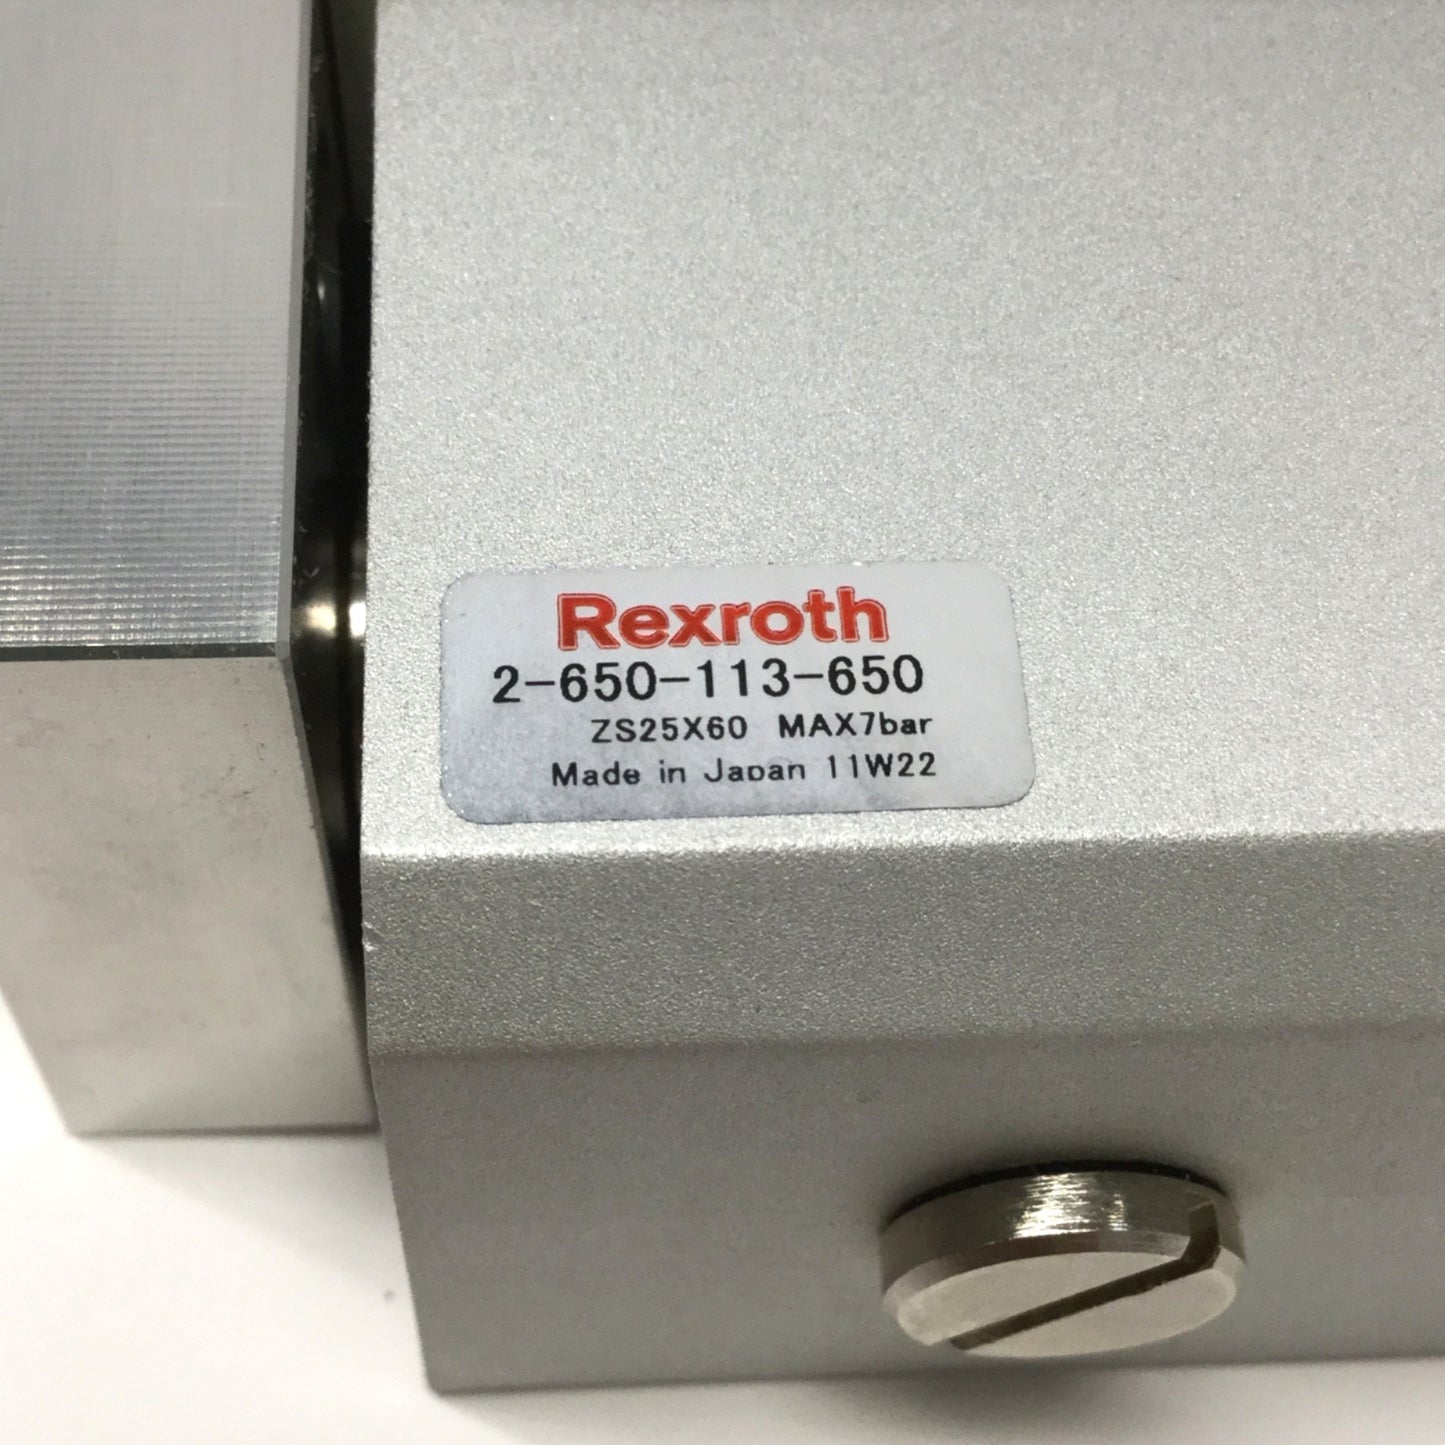 Rexroth
2-650-113-650
ZS25X60 MAX7bar
Made in Japan 11W22